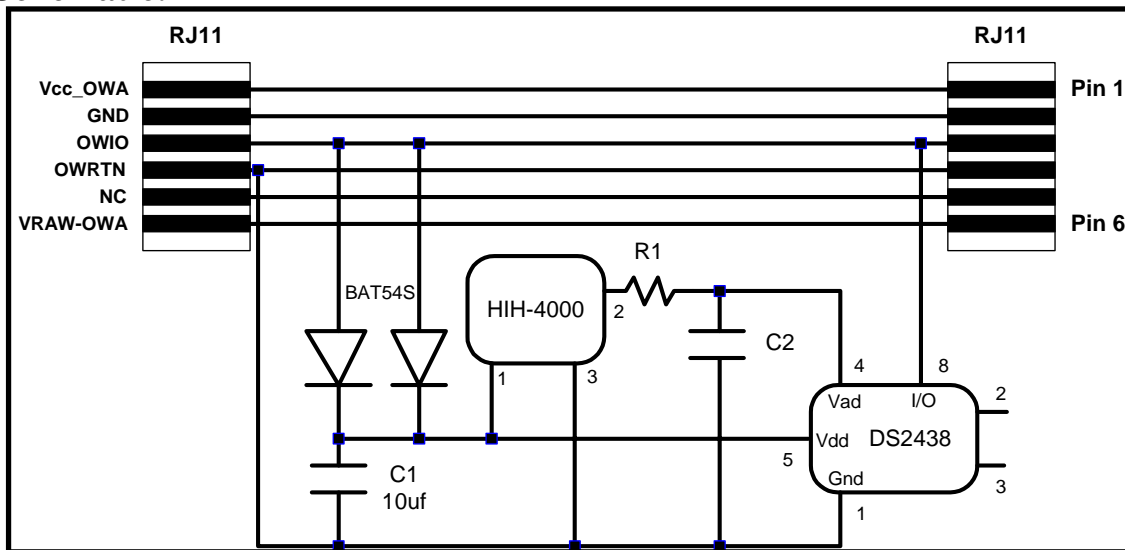 RJ11
RJ11
Vcc_OWA
Pin 1
GND
OWIO
OWRTN
NC
VRAW-OWA
Pin 6
R1
BAT54S
HIH-4000
2
C2
1
3
4
8
Vad
I/O
2
Vdd
DS2438
5
C1
Gnd
3
10uf
1